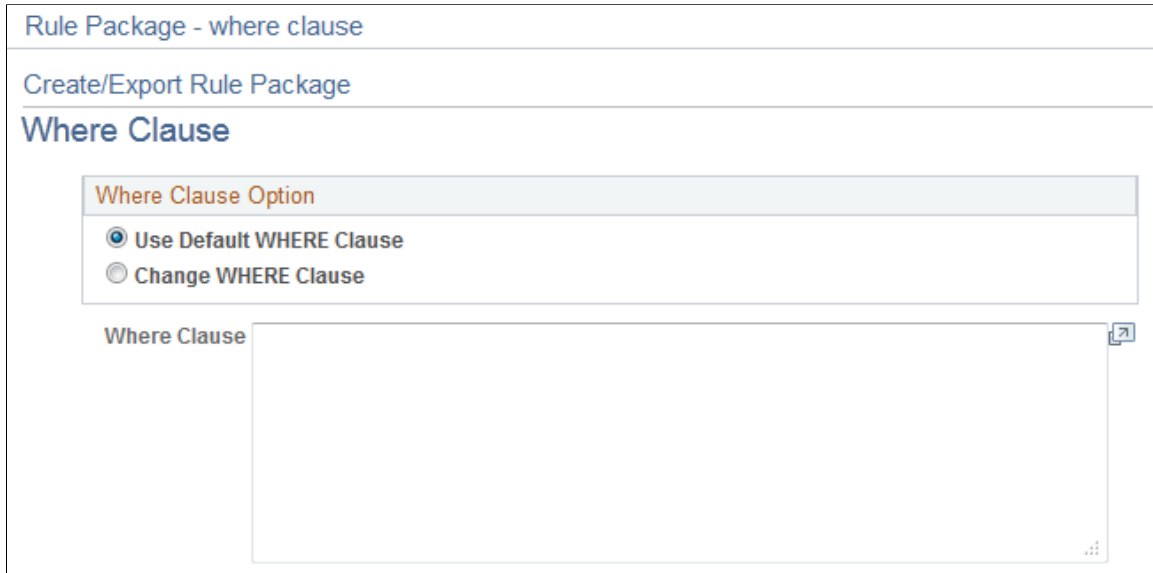 Rule Package - where clause
Create/Export Rule Package
Where Clause
Where Clause Option
Use Default WHERE Clause
Change WHERE Clause
Where Clause